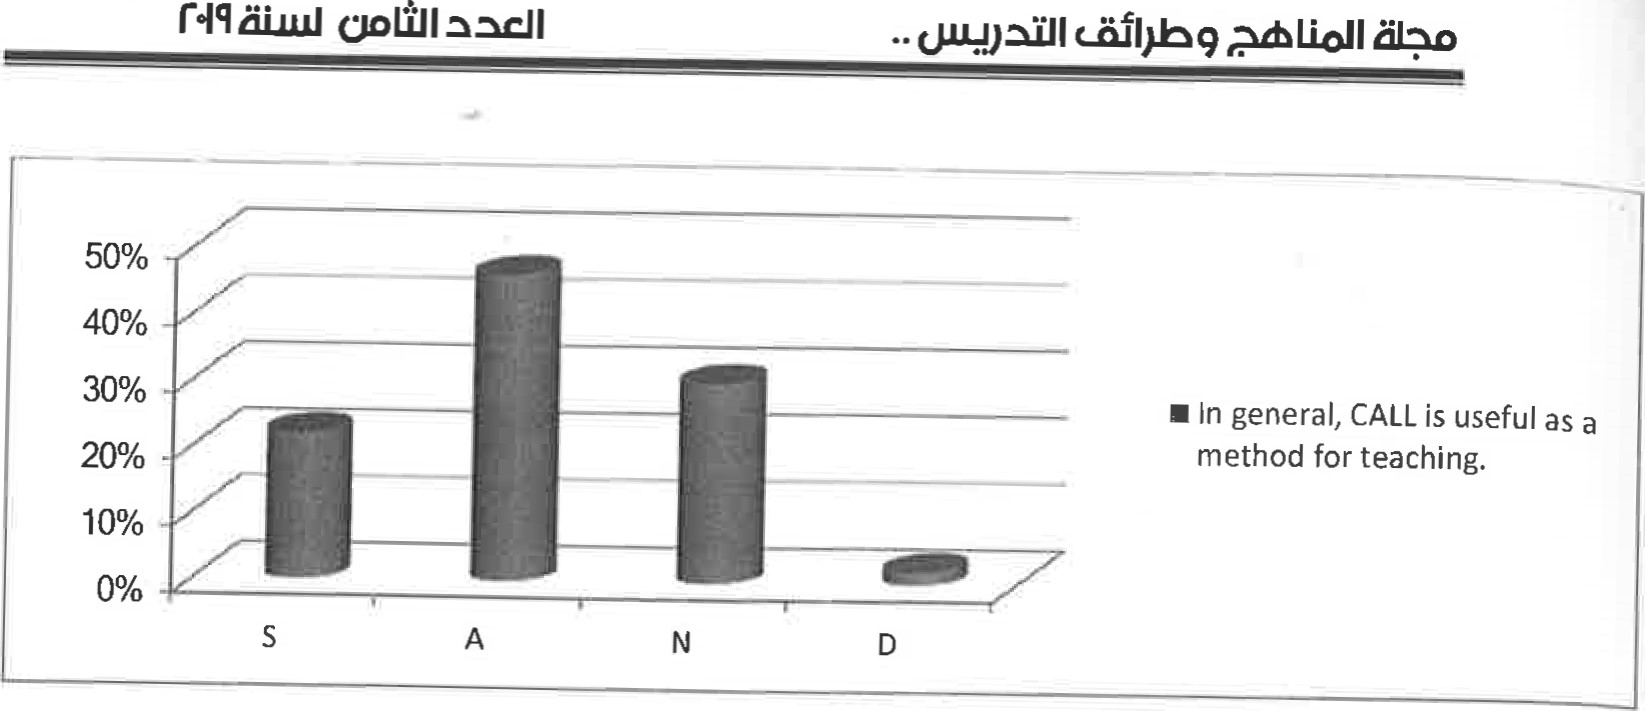 مجلة المناهج وطرائق التدريس .. العدد الثامن لسنة ٢٠١٩
50%
40%
30%
20%
10%
0%
S A N D
In general, CALL is useful as a
method for teaching.